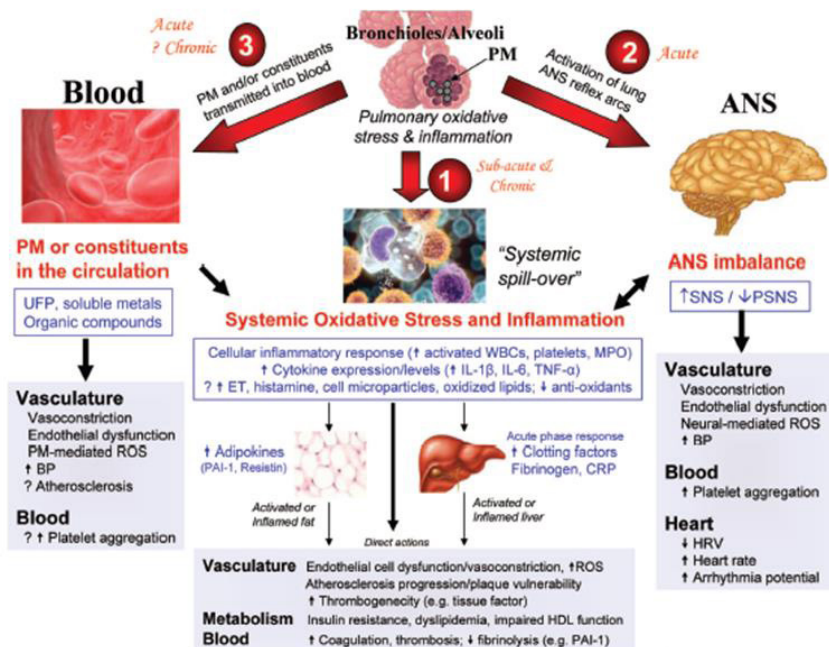 Acute
? Chronic
3
PM and/or constituents
transmitted into blood
Bronchioles/Alveoli
PM
Pulmonary oxidative
stress & inflammation
2
Acute
Activation of lung
ANS reflex arcs
Blood
ANS
1
Sub-acute &
Chronic
"Systemic
spill-over"
PM or constituents
in the circulation
UFP, soluble metals
Organic compounds
Vasculature
Vasoconstriction
Endothelial dysfunction
PM-mediated ROS
↑ BP
? Atherosclerosis
Blood
? ↑ Platelet aggregation
Systemic Oxidative Stress and Inflammation
Cellular inflammatory response (↑ activated WBCs, platelets, MPO)
↑ Cytokine expression/levels (↑ IL-1β, IL-6, TNF-α)
? ↑ ET, histamine, cell microparticles, oxidized lipids; ↓ anti-oxidants
↑ Adipokines
(PAI-1, Resistin)
Activated or
Inflamed fat
Acute phase response
↑ Clotting factors
Fibrinogen, CRP
Activated or
Inflamed liver
Direct actions
Vasculature Endothelial cell dysfunction/vasoconstriction, ↑ROS
Atherosclerosis progression/plaque vulnerability
↑ Thrombogenecity (e.g. tissue factor)
Metabolism Insulin resistance, dyslipidemia, impaired HDL function
Blood ↑ Coagulation, thrombosis; ↓ fibrinolysis (e.g. PAI-1)
ANS imbalance
↑SNS / ↓PSNS
Vasculature
Vasoconstriction
Endothelial dysfunction
Neural-mediated ROS
↑ BP
Blood
↑ Platelet aggregation
Heart
↓ HRV
↑ Heart rate
↑ Arrhythmia potential